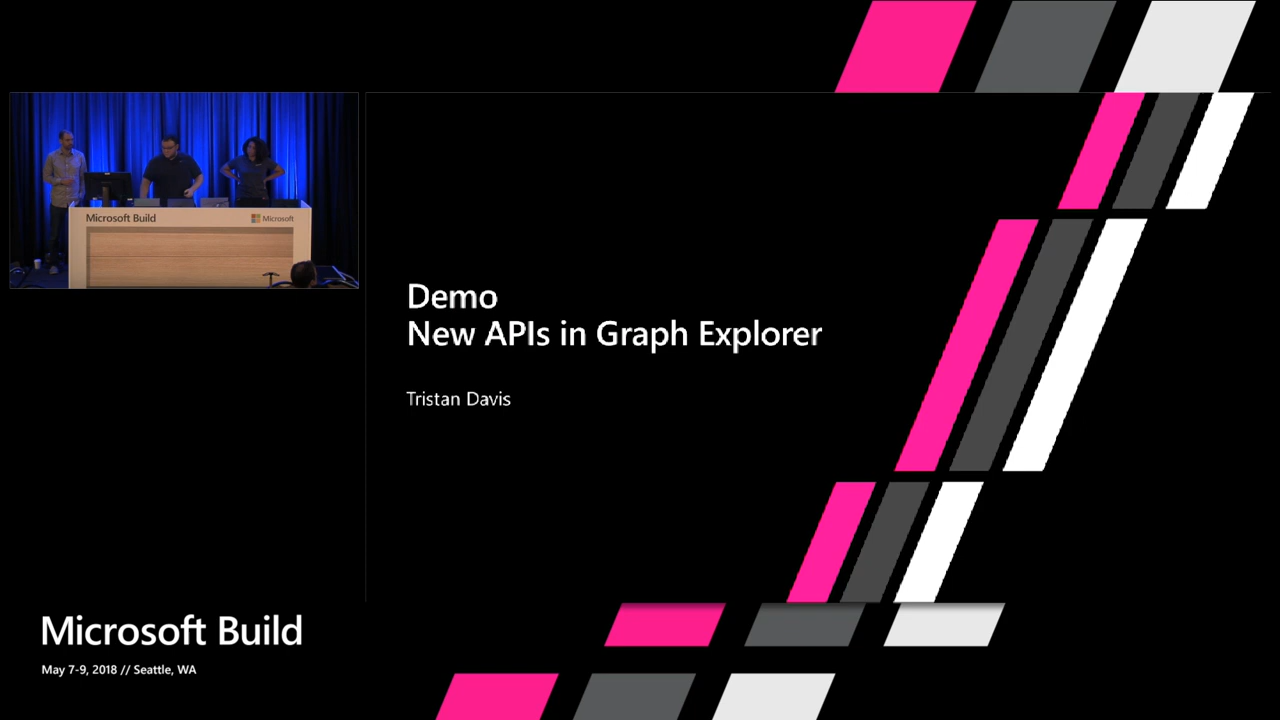 Microsoft Build
Microsoft
Demo
New APIs in Graph Explorer
Tristan Davis
Microsoft Build
May 7-9, 2018 // Seattle, WA